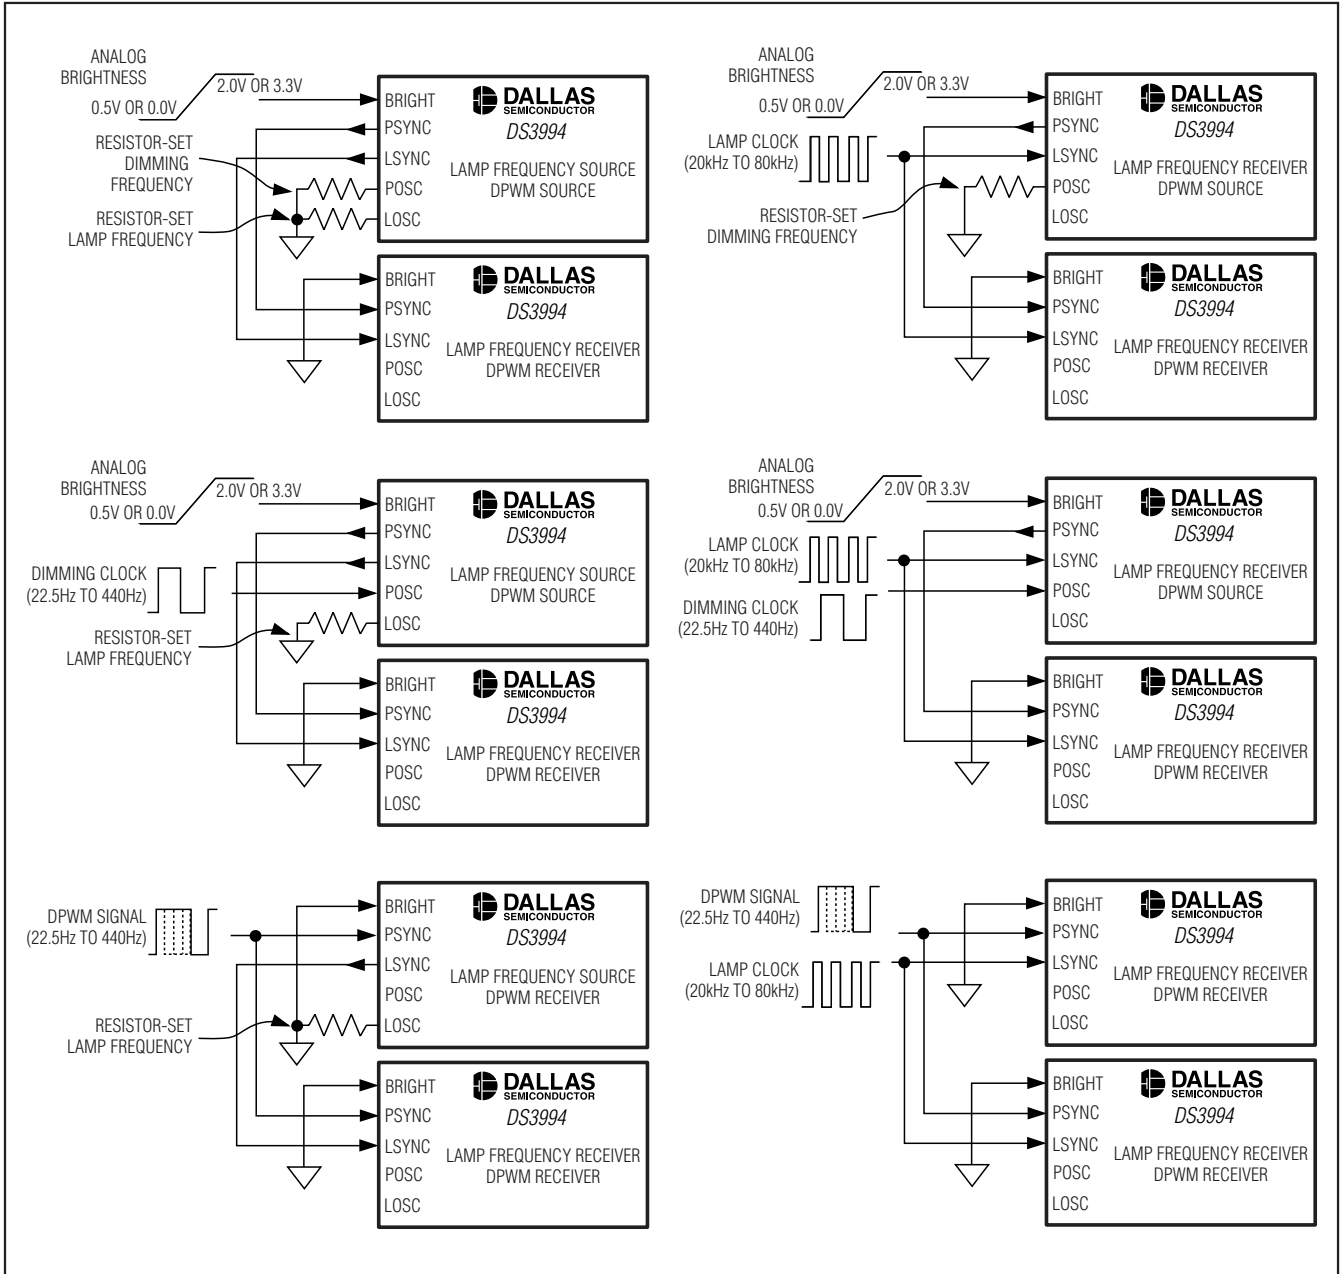 ANALOG
BRIGHTNESS
2.0V OR 3.3V
0.5V OR 0.0V
RESISTOR-SET
DIMMING
FREQUENCY
RESISTOR-SET
LAMP FREQUENCY
BRIGHT
PSYNC
LSYNC
POSC
LOSC
DALLAS
SEMICONDUCTOR
DS3994
LAMP FREQUENCY SOURCE
DPWM SOURCE
BRIGHT
PSYNC
LSYNC
POSC
LOSC
DALLAS
SEMICONDUCTOR
DS3994
LAMP FREQUENCY RECEIVER
DPWM RECEIVER
ANALOG
BRIGHTNESS
2.0V OR 3.3V
0.5V OR 0.0V
LAMP CLOCK
(20kHz TO 80kHz)
RESISTOR-SET
DIMMING FREQUENCY
BRIGHT
PSYNC
LSYNC
POSC
LOSC
DALLAS
SEMICONDUCTOR
DS3994
LAMP FREQUENCY RECEIVER
DPWM SOURCE
BRIGHT
PSYNC
LSYNC
POSC
LOSC
DALLAS
SEMICONDUCTOR
DS3994
LAMP FREQUENCY RECEIVER
DPWM RECEIVER
ANALOG
BRIGHTNESS
2.0V OR 3.3V
0.5V OR 0.0V
DIMMING CLOCK
(22.5Hz TO 440Hz)
RESISTOR-SET
LAMP FREQUENCY
BRIGHT
PSYNC
LSYNC
POSC
LOSC
DALLAS
SEMICONDUCTOR
DS3994
LAMP FREQUENCY SOURCE
DPWM SOURCE
BRIGHT
PSYNC
LSYNC
POSC
LOSC
DALLAS
SEMICONDUCTOR
DS3994
LAMP FREQUENCY RECEIVER
DPWM RECEIVER
ANALOG
BRIGHTNESS
2.0V OR 3.3V
0.5V OR 0.0V
LAMP CLOCK
(20kHz TO 80kHz)
DIMMING CLOCK
(22.5Hz TO 440Hz)
BRIGHT
PSYNC
LSYNC
POSC
LOSC
DALLAS
SEMICONDUCTOR
DS3994
LAMP FREQUENCY RECEIVER
DPWM SOURCE
BRIGHT
PSYNC
LSYNC
POSC
LOSC
DALLAS
SEMICONDUCTOR
DS3994
LAMP FREQUENCY RECEIVER
DPWM RECEIVER
DPWM SIGNAL
(22.5Hz TO 440Hz)
RESISTOR-SET
LAMP FREQUENCY
BRIGHT
PSYNC
LSYNC
POSC
LOSC
DALLAS
SEMICONDUCTOR
DS3994
LAMP FREQUENCY SOURCE
DPWM RECEIVER
BRIGHT
PSYNC
LSYNC
POSC
LOSC
DALLAS
SEMICONDUCTOR
DS3994
LAMP FREQUENCY RECEIVER
DPWM RECEIVER
DPWM SIGNAL
(22.5Hz TO 440Hz)
LAMP CLOCK
(20kHz TO 80kHz)
BRIGHT
PSYNC
LSYNC
POSC
LOSC
DALLAS
SEMICONDUCTOR
DS3994
LAMP FREQUENCY RECEIVER
DPWM RECEIVER
BRIGHT
PSYNC
LSYNC
POSC
LOSC
DALLAS
SEMICONDUCTOR
DS3994
LAMP FREQUENCY RECEIVER
DPWM RECEIVER